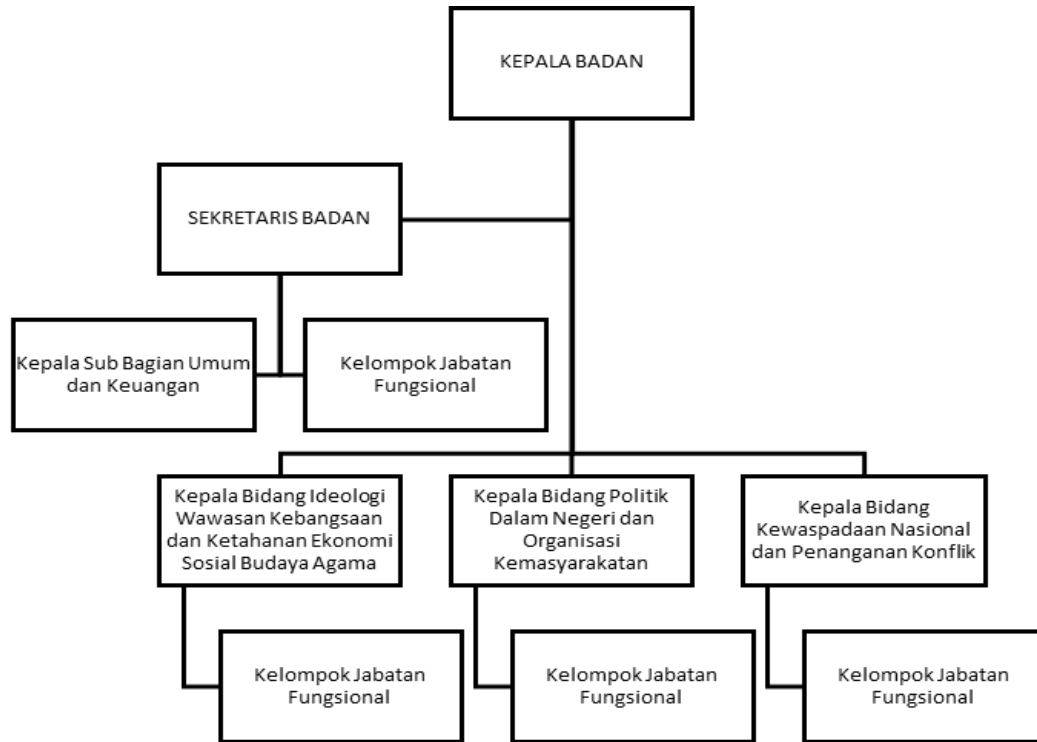 KEPALA BADAN
SEKRETARIS BADAN
Kepala Sub Bagian Umum
dan Keuangan
Kelompok Jabatan
Fungsional
Kepala Bidang Ideologi
Wawasan Kebangsaan
dan Ketahanan Ekonomi
Sosial Budaya Agama
Kepala Bidang Politik
Dalam Negeri dan
Organisasi
Kemasyarakatan
Kepala Bidang
Kewaspadaan Nasional
dan Penanganan Konflik
Kelompok Jabatan
Fungsional
Kelompok Jabatan
Fungsional
Kelompok Jabatan
Fungsional